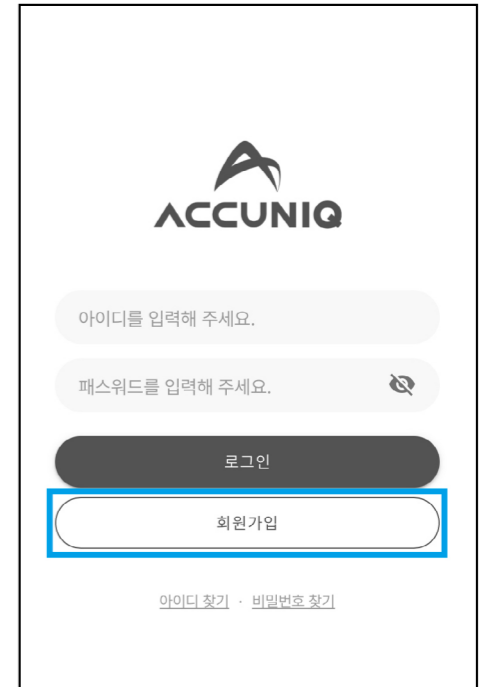 ACCUNIQ
아이디를 입력해 주세요.
패스워드를 입력해 주세요.
로그인
회원가입
아이디 찾기 · 비밀번호 찾기